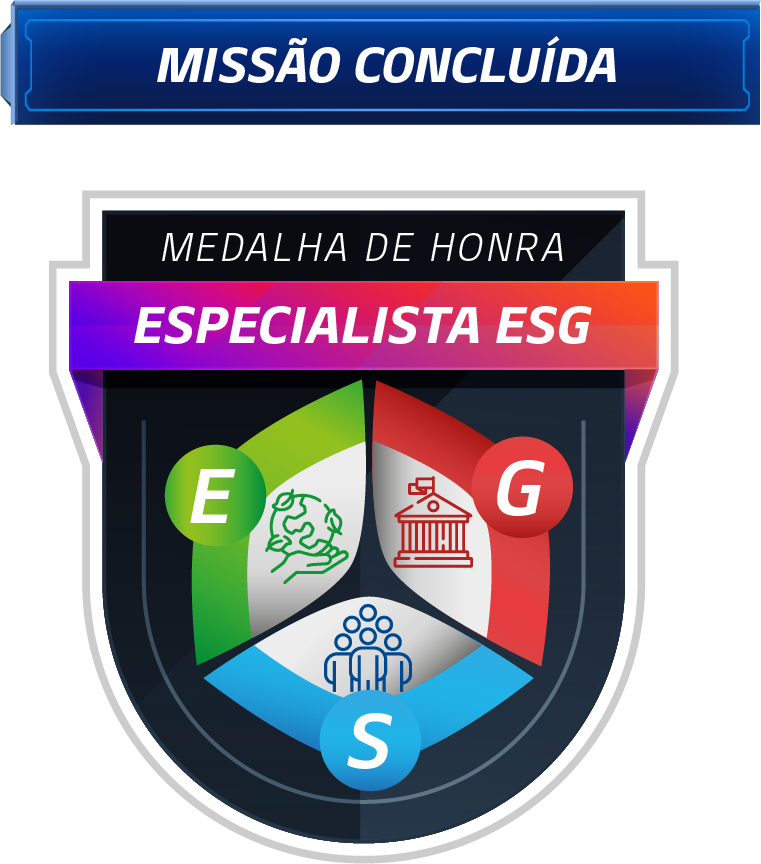 MISSÃO CONCLUÍDA
MEDALHA DE HONRA
ESPECIALISTA ESG
E
G
S